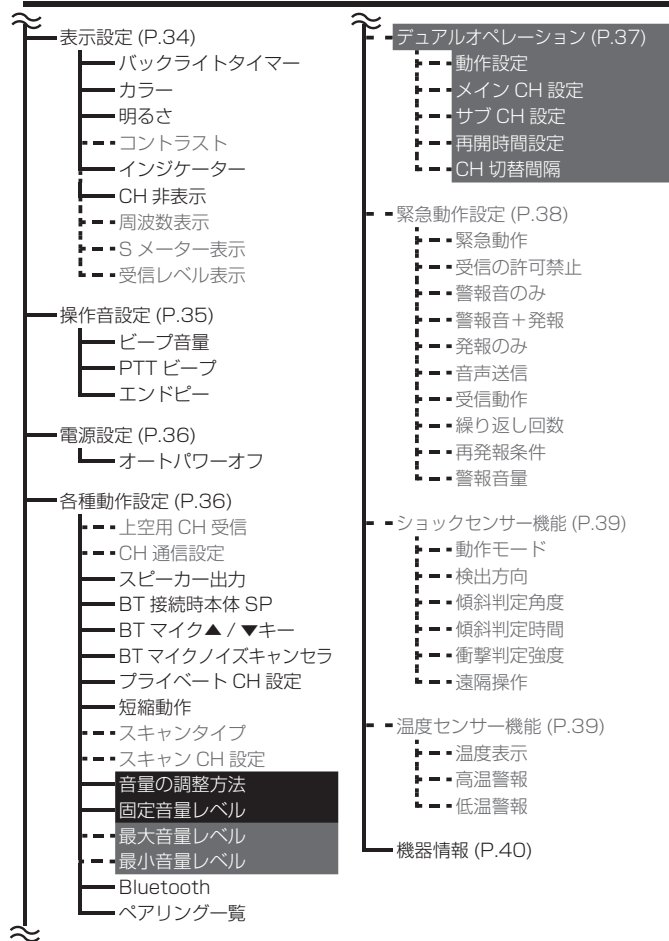 表示設定 (P.34)
バックライトタイマー
カラー
明るさ
コントラスト
インジケーター
CH 非表示
周波数表示
S メーター表示
受信レベル表示
操作音設定 (P.35)
ビープ音量
PTT ビープ
エンドピー
電源設定 (P.36)
オートパワーオフ
各種動作設定 (P.36)
上空用 CH 受信
CH 通信設定
スピーカー出力
BT 接続時本体 SP
BT マイク▲ / ▼キー
BT マイクノイズキャンセラ
プライベート CH 設定
短縮動作
スキャンタイプ
スキャン CH 設定
音量の調整方法
固定音量レベル
最大音量レベル
最小音量レベル
Bluetooth
ペアリング一覧
デュアルオペレーション (P.37)
動作設定
メイン CH 設定
サブ CH 設定
再開時間設定
CH 切替間隔
緊急動作設定 (P.38)
緊急動作
受信の許可禁止
警報音のみ
警報音＋発報
発報のみ
音声送信
受信動作
繰り返し回数
再発報条件
警報音量
ショックセンサー機能 (P.39)
動作モード
検出方向
傾斜判定角度
傾斜判定時間
衝撃判定強度
遠隔操作
温度センサー機能 (P.39)
温度表示
高温警報
低温警報
機器情報 (P.40)